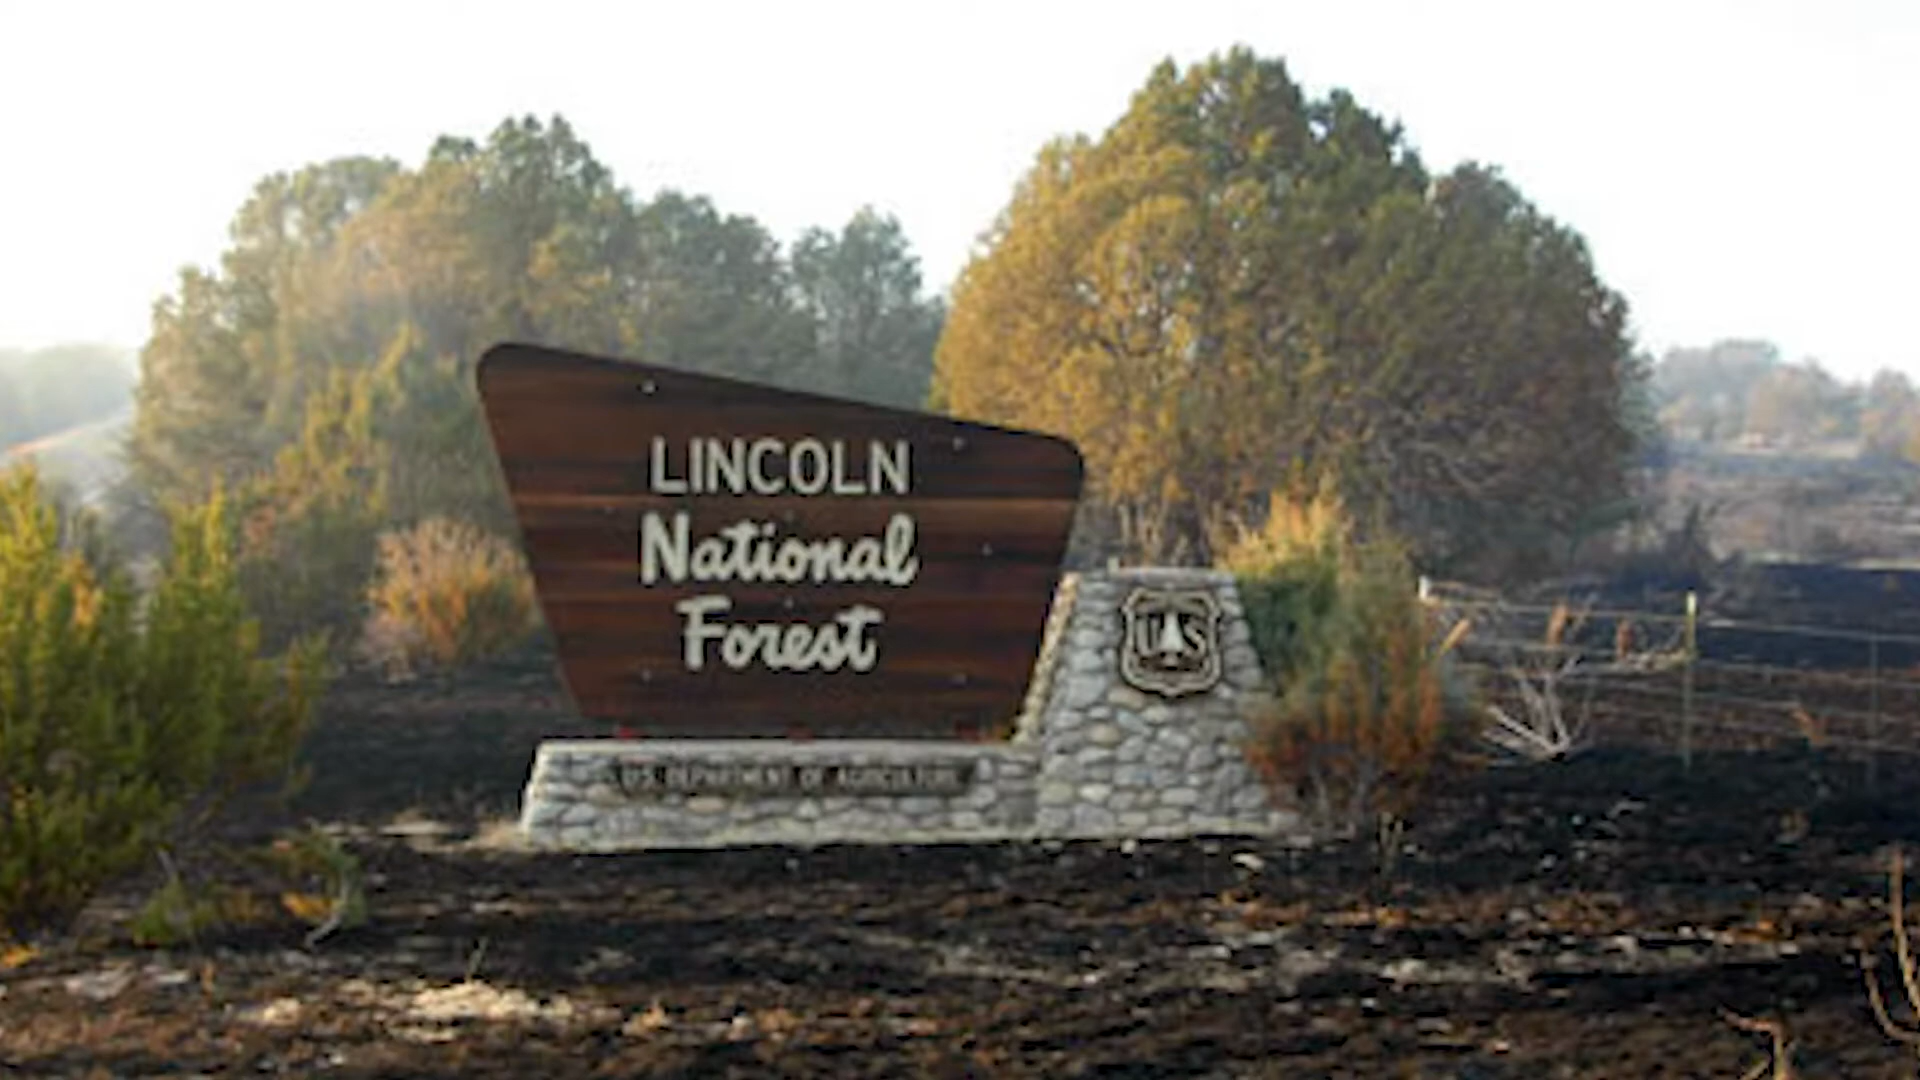 LINCOLN
National
Forest
US
U.S. DEPARTMENT OF AGRICULTURE